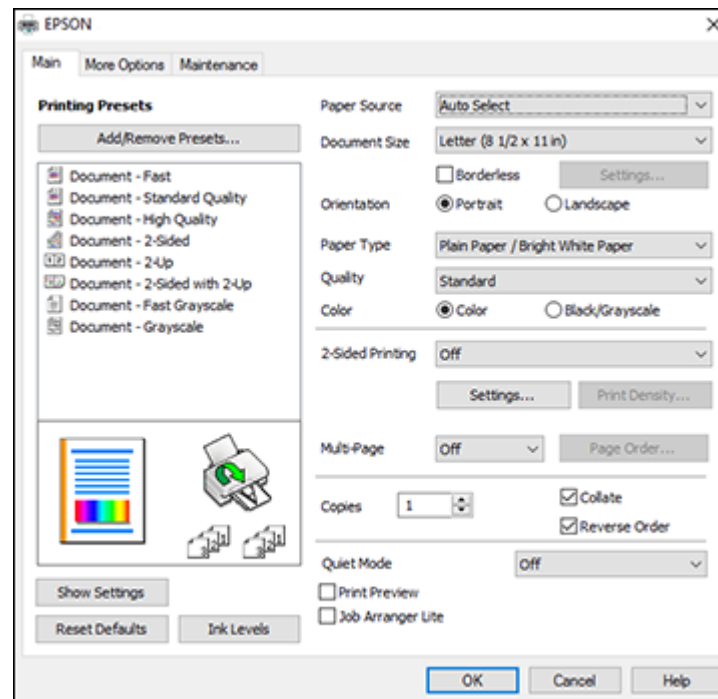 EPSON
Main More Options Maintenance
Printing Presets
Add/Remove Presets...
Document - Fast
Document - Standard Quality
Document - High Quality
Document - 2-Sided
Document - 2-Up
Document - 2-Sided with 2-Up
Document - Fast Grayscale
Document - Grayscale
Show Settings
Reset Defaults Ink Levels
Paper Source Auto Select
Document Size Letter (8 1/2 x 11 in)
Borderless Settings...
Orientation Portrait Landscape
Paper Type Plain Paper / Bright White Paper
Quality Standard
Color Color Black/Grayscale
2-Sided Printing Off
Settings... Print Density...
Multi-Page Off Page Order...
Copies 1 Collate
Reverse Order
Quiet Mode Off
Print Preview
Job Arranger Lite
OK Cancel Help